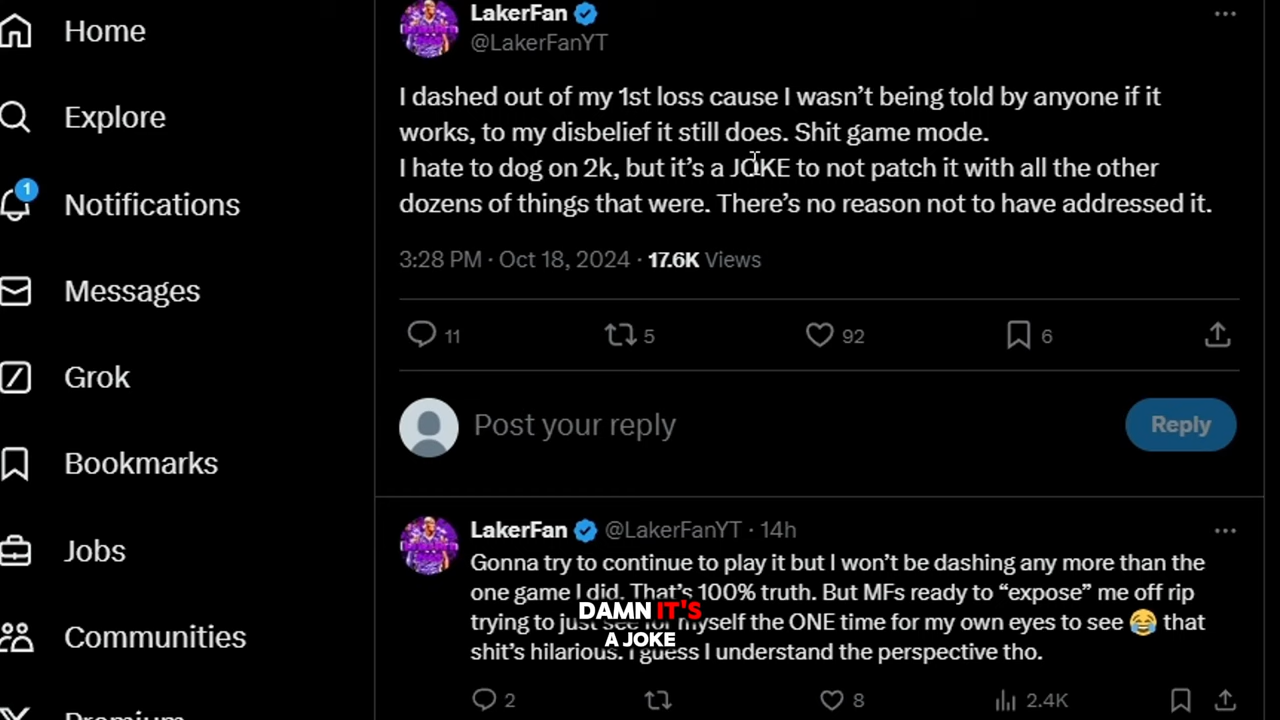 Home
Explore
1
Notifications
Messages
Grok
Bookmarks
Jobs
Communities
Premium
LakerFan
@LakerFanYT
I dashed out of my 1st loss cause I wasn’t being told by anyone if it
works, to my disbelief it still does. Shit game mode.
I hate to dog on 2k, but it’s a JOKE to not patch it with all the other
dozens of things that were. There’s no reason not to have addressed it.
3:28 PM · Oct 18, 2024 · 17.6K Views
11 5 92 6
Post your reply
Reply
LakerFan @LakerFanYT · 14h
Gonna try to continue to play it but I won’t be dashing any more than the
one game I did. That’s 100% truth. But MFs ready to “expose” me off rip
trying to just see for myself the ONE time for my own eyes to see 😂 that
shit’s hilarious. I guess I understand the perspective tho.
DAMN IT'S
A JOKE
2 8 2.4K